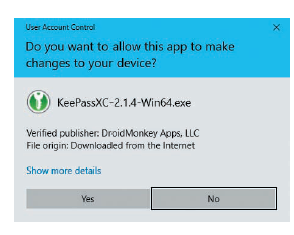 User Account Control
Do you want to allow this app to make
changes to your device?
KeePassXC-2.1.4-Win64.exe
Verified publisher: DroidMonkey Apps, LLC
File origin: Downloaded from the Internet
Show more details
Yes
No